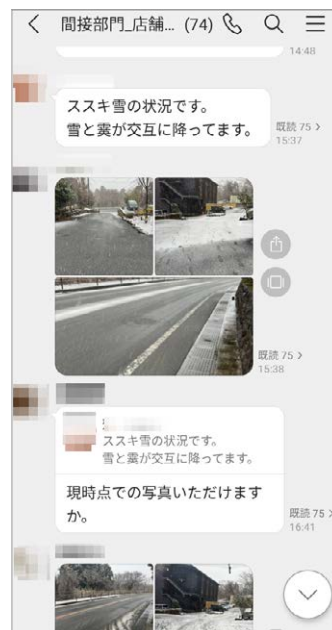 間接部門_店舗... (74)
14:48
ススキ雪の状況です。
雪と霙が交互に降ってます。
既読 75
15:37
既読 75
15:38
ススキ雪の状況です。
雪と霙が交互に降ってます。
現時点での写真いただけます
か。
既読 75
16:41